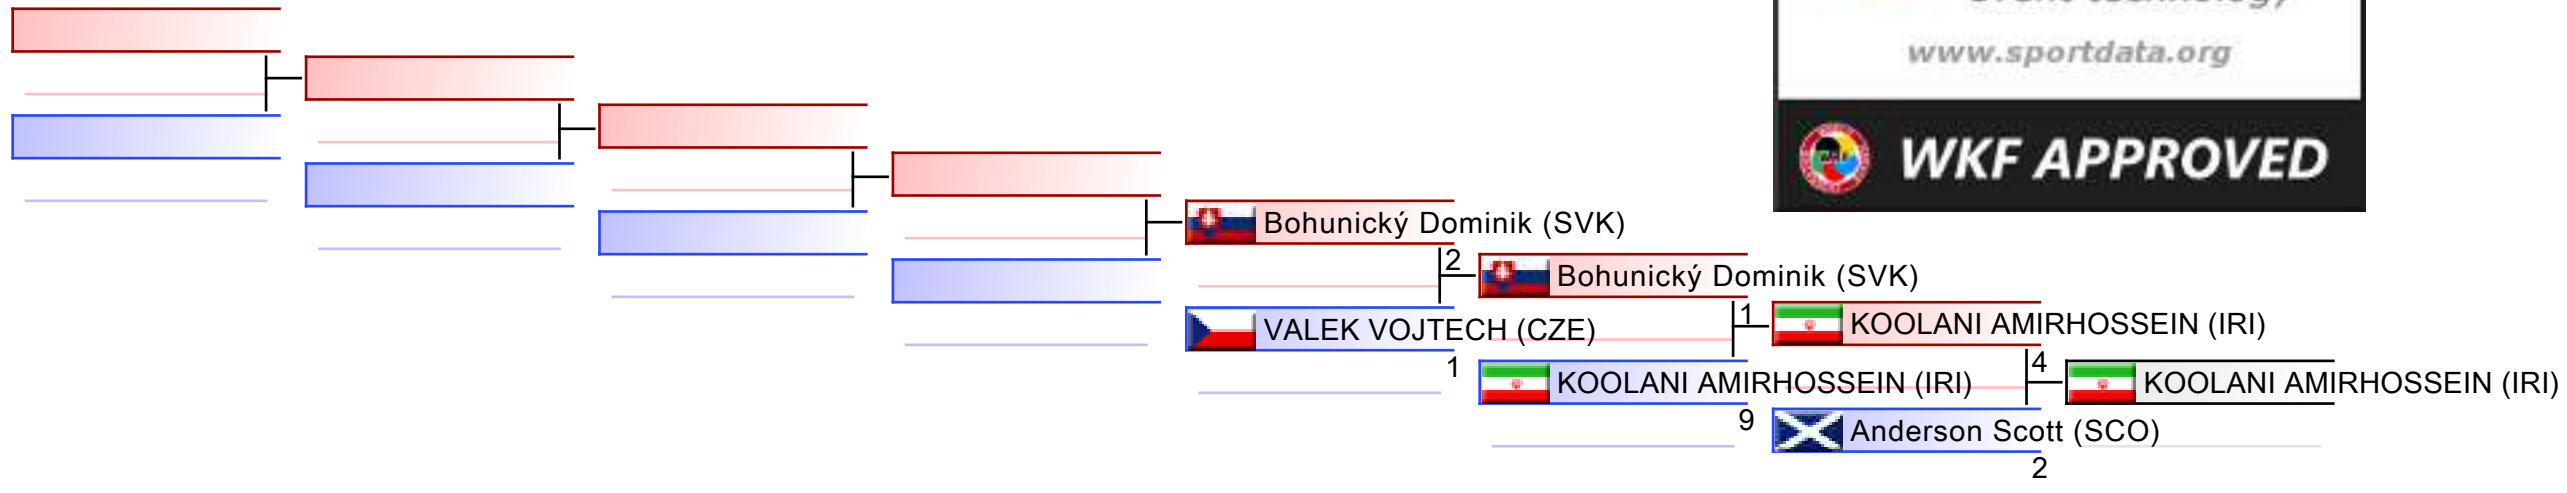 www.sportdata.org
WKF APPROVED
Bohunický Dominik (SVK)
2
Bohunický Dominik (SVK)
VALEK VOJTECH (CZE)
1
1
KOOLANI AMIRHOSSEIN (IRI)
KOOLANI AMIRHOSSEIN (IRI)
9
4
KOOLANI AMIRHOSSEIN (IRI)
Anderson Scott (SCO)
2